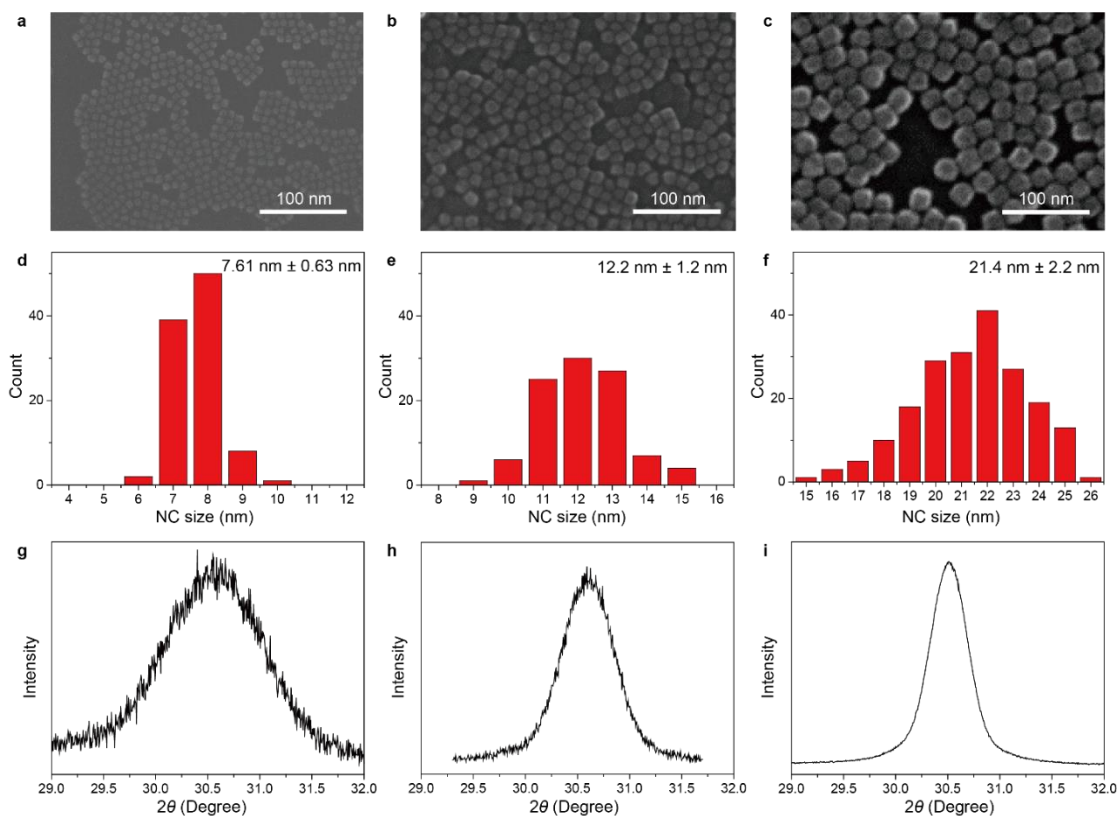 a
b
c
100 nm
100 nm
100 nm
d
e
f
7.61 nm ± 0.63 nm
12.2 nm ± 1.2 nm
21.4 nm ± 2.2 nm
Count
40
20
0
4 5 6 7 8 9 10 11 12
NC size (nm)
Count
40
20
0
8 9 10 11 12 13 14 15 16
NC size (nm)
Count
40
20
0
15 16 17 18 19 20 21 22 23 24 25 26
NC size (nm)
g
h
i
Intensity
29.0 29.5 30.0 30.5 31.0 31.5 32.0
2θ (Degree)
Intensity
29.0 29.5 30.0 30.5 31.0 31.5 32.0
2θ (Degree)
Intensity
29.0 29.5 30.0 30.5 31.0 31.5 32.0
2θ (Degree)